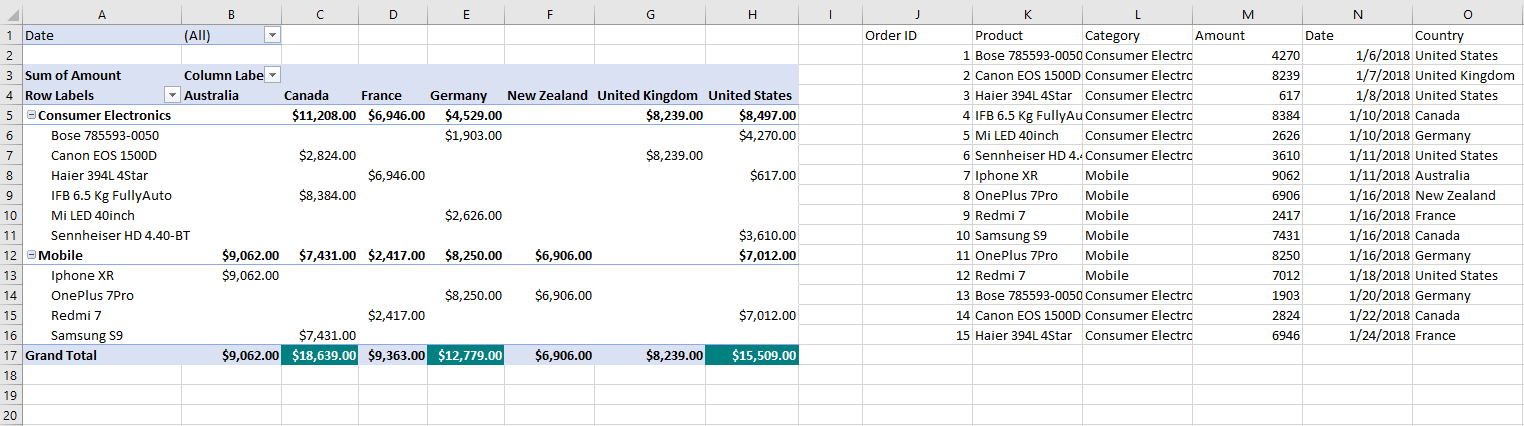 A B C D E F G H I J K L M N O
1 Date (All) Order ID Product Category Amount Date Country
2 1 Bose 785593-0050 Consumer Electro 4270 1/6/2018 United States
3 Sum of Amount Column Labe 2 Canon EOS 1500D Consumer Electro 8239 1/7/2018 United Kingdom
4 Row Labels Australia Canada France Germany New Zealand United Kingdom United States 3 Haier 394L 4Star Consumer Electro 617 1/8/2018 United States
5 Consumer Electronics $11,208.00 $6,946.00 $4,529.00 $8,239.00 $8,497.00 4 IFB 6.5 Kg FullyAu Consumer Electro 8384 1/10/2018 Canada
6 Bose 785593-0050 $1,903.00 $4,270.00 5 Mi LED 40inch Consumer Electro 2626 1/10/2018 Germany
7 Canon EOS 1500D $2,824.00 $8,239.00 6 Sennheiser HD 4.4 Consumer Electro 3610 1/11/2018 United States
8 Haier 394L 4Star $6,946.00 $617.00 7 Iphone XR Mobile 9062 1/11/2018 Australia
9 IFB 6.5 Kg FullyAuto $8,384.00 8 OnePlus 7Pro Mobile 6906 1/16/2018 New Zealand
10 Mi LED 40inch $2,626.00 9 Redmi 7 Mobile 2417 1/16/2018 France
11 Sennheiser HD 4.40-BT $3,610.00 10 Samsung S9 Mobile 7431 1/16/2018 Canada
12 Mobile $9,062.00 $7,431.00 $2,417.00 $8,250.00 $6,906.00 $7,012.00 11 OnePlus 7Pro Mobile 8250 1/16/2018 Germany
13 Iphone XR $9,062.00 12 Redmi 7 Mobile 7012 1/18/2018 United States
14 OnePlus 7Pro $8,250.00 $6,906.00 13 Bose 785593-0050 Consumer Electro 1903 1/20/2018 Germany
15 Redmi 7 $2,417.00 $7,012.00 14 Canon EOS 1500D Consumer Electro 2824 1/22/2018 Canada
16 Samsung S9 $7,431.00 15 Haier 394L 4Star Consumer Electro 6946 1/24/2018 France
17 Grand Total $9,062.00 $18,639.00 $9,363.00 $12,779.00 $6,906.00 $8,239.00 $15,509.00
18
19
20